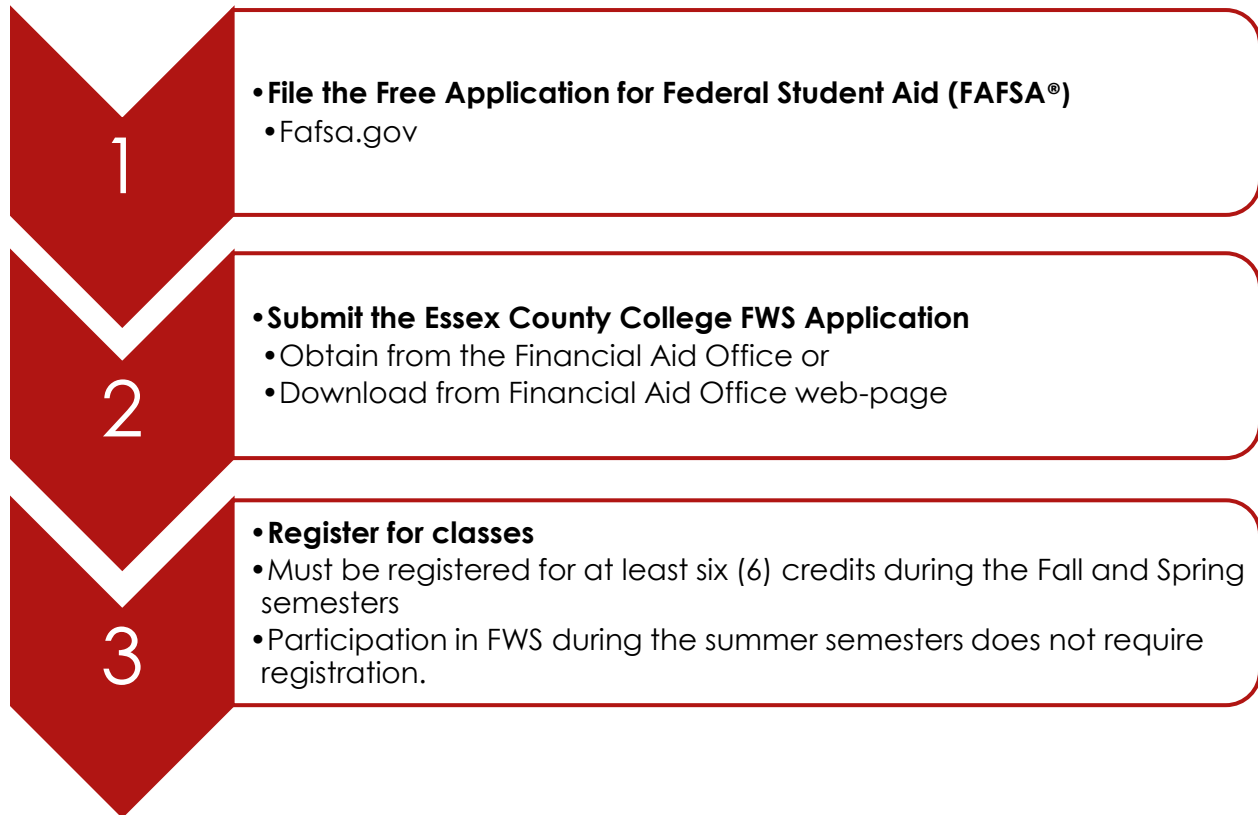 1
•File the Free Application for Federal Student Aid (FAFSA®)
•Fafsa.gov
2
•Submit the Essex County College FWS Application
•Obtain from the Financial Aid Office or
•Download from Financial Aid Office web-page
3
•Register for classes
•Must be registered for at least six (6) credits during the Fall and Spring
semesters
•Participation in FWS during the summer semesters does not require
registration.